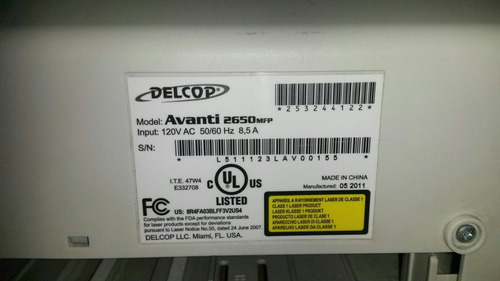 DELCOP
*253244122*
Model: Avanti 2650MFP
Input: 120V AC 50/60 Hz 8,5 A
S/N:
*L511123LAV00155*
I.T.E. 47W4
E332708
C UL US
LISTED
MADE IN CHINA
Manufactured: 05 2011
FC
US: 8R4FA03BLFF3V2US4
Complies with the FDA performance standards
for laser products except for deviations
pursuant to Laser Notice No.50, dated 24 June 2007.
DELCOP LLC. Miami, FL. USA.
APPAREIL A RAYONNEMENT LASER DE CLASSE 1
CLASS 1 LASER PRODUCT
LASER KLASSE 1 PRODUKT
PRODUCTO LASER DE CLASE 1
APPARECCHIO LASER DI CLASSE 1
APARELHO LASER DA CLASSE 1